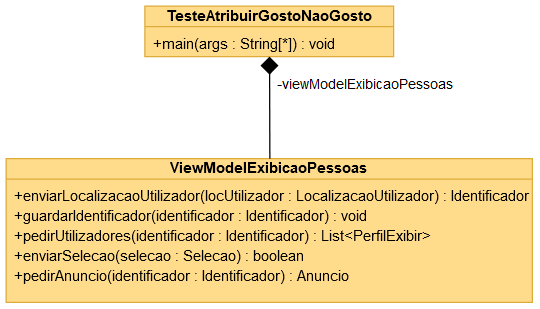 TesteAtribuirGostoNaoGosto
+main(args : String[*]) : void
-viewModelExibicaoPessoas
ViewModelExibicaoPessoas
+enviarLocalizacaoUtilizador(locUtilizador : LocalizacaoUtilizador) : Identificador
+guardarIdentificador(identificador : Identificador) : void
+pedirUtilizadores(identificador : Identificador) : List<PerfilExibir>
+enviarSelecao(selecao : Selecao) : boolean
+pedirAnuncio(identificador : Identificador) : Anuncio